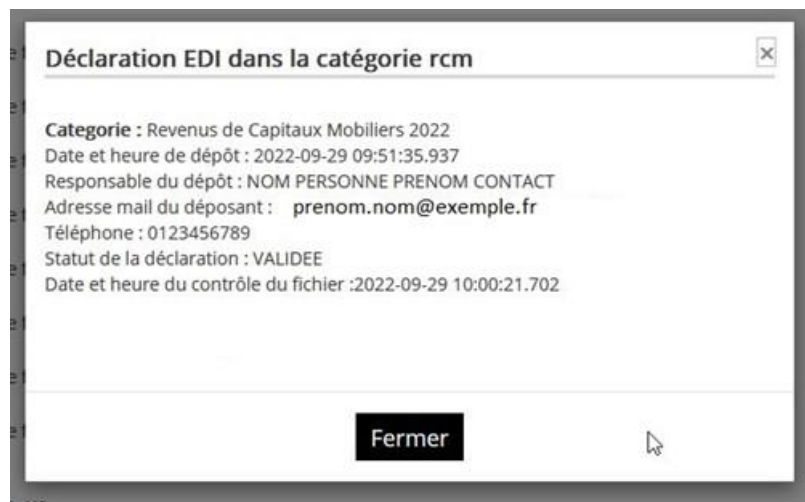 Déclaration EDI dans la catégorie rcm
×
Categorie : Revenus de Capitaux Mobiliers 2022
Date et heure de dépôt : 2022-09-29 09:51:35.937
Responsable du dépôt : NOM PERSONNE PRENOM CONTACT
Adresse mail du déposant : prenom.nom@exemple.fr
Téléphone : 0123456789
Statut de la déclaration : VALIDEE
Date et heure du contrôle du fichier :2022-09-29 10:00:21.702
Fermer